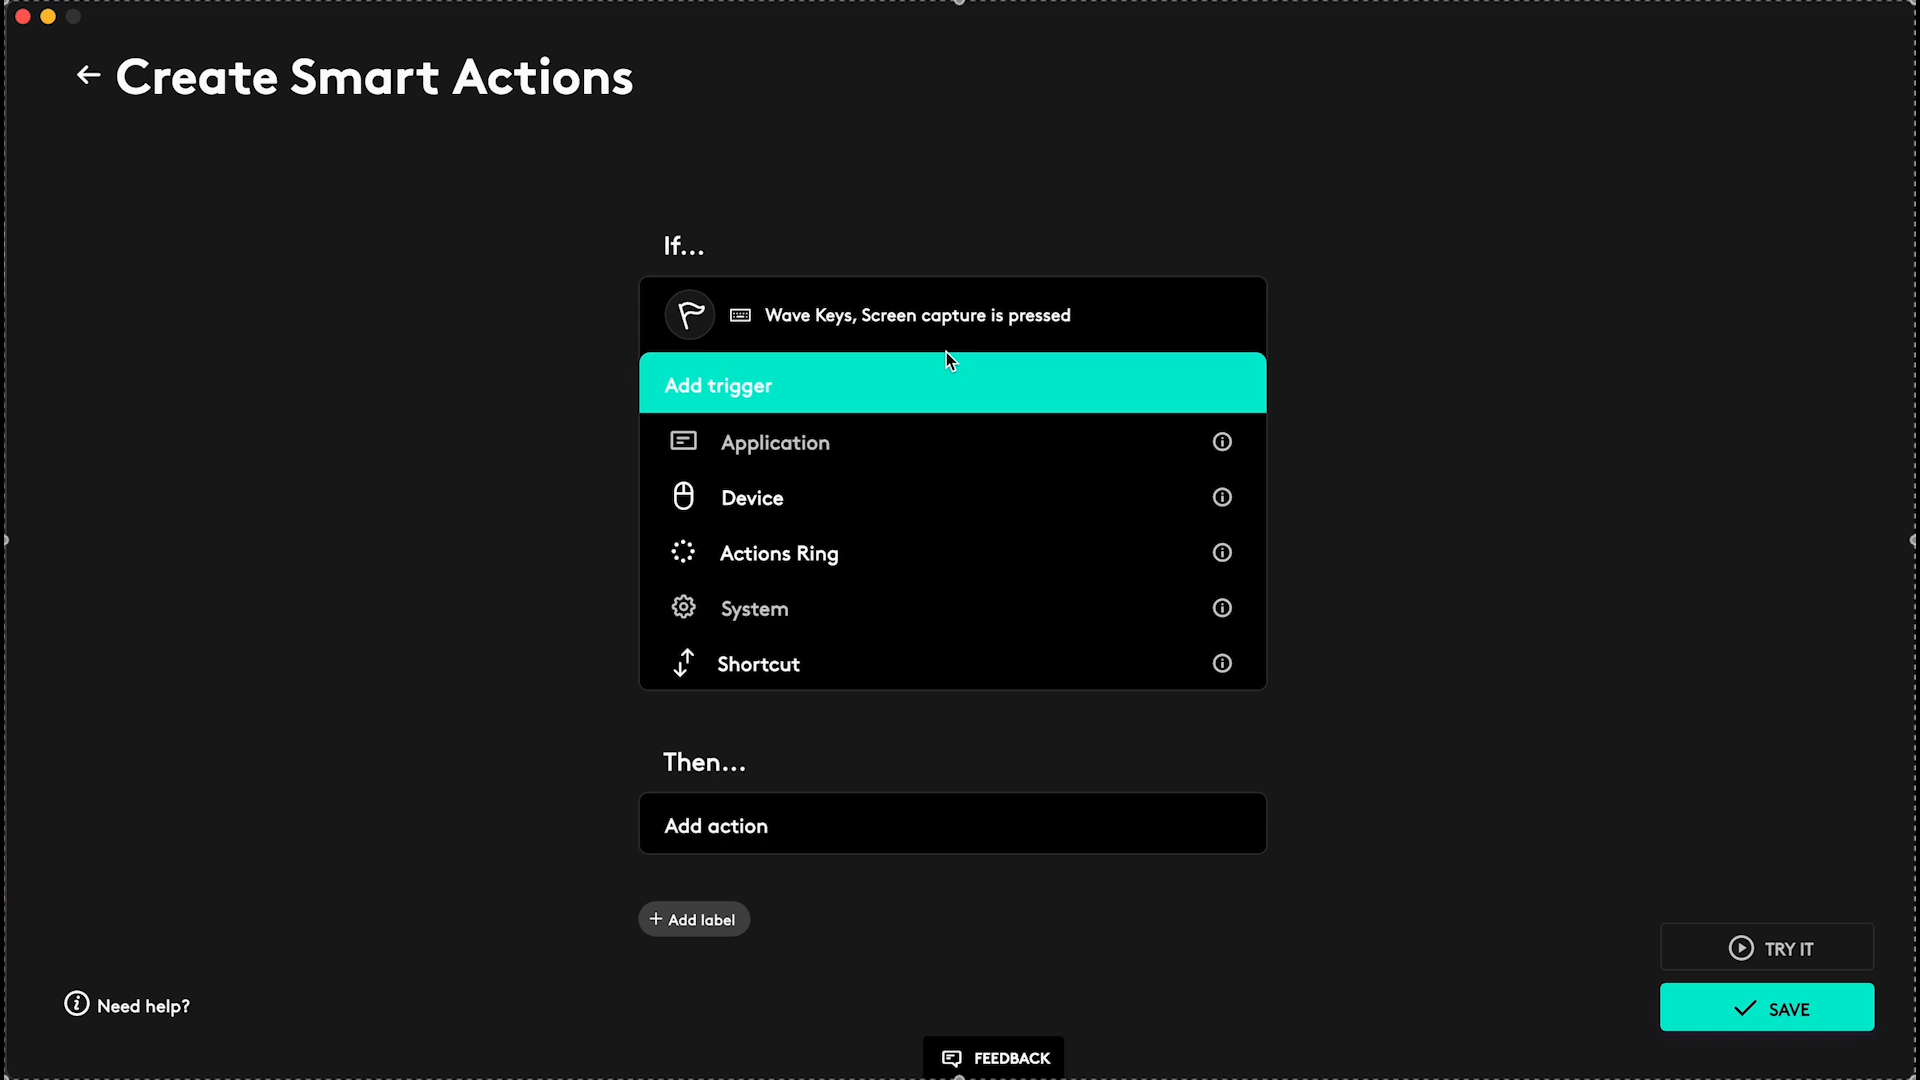 Create Smart Actions
If...
Wave Keys, Screen capture is pressed
Add trigger
Application
Device
Actions Ring
System
Shortcut
Then...
Add action
+ Add label
TRY IT
Need help?
SAVE
FEEDBACK